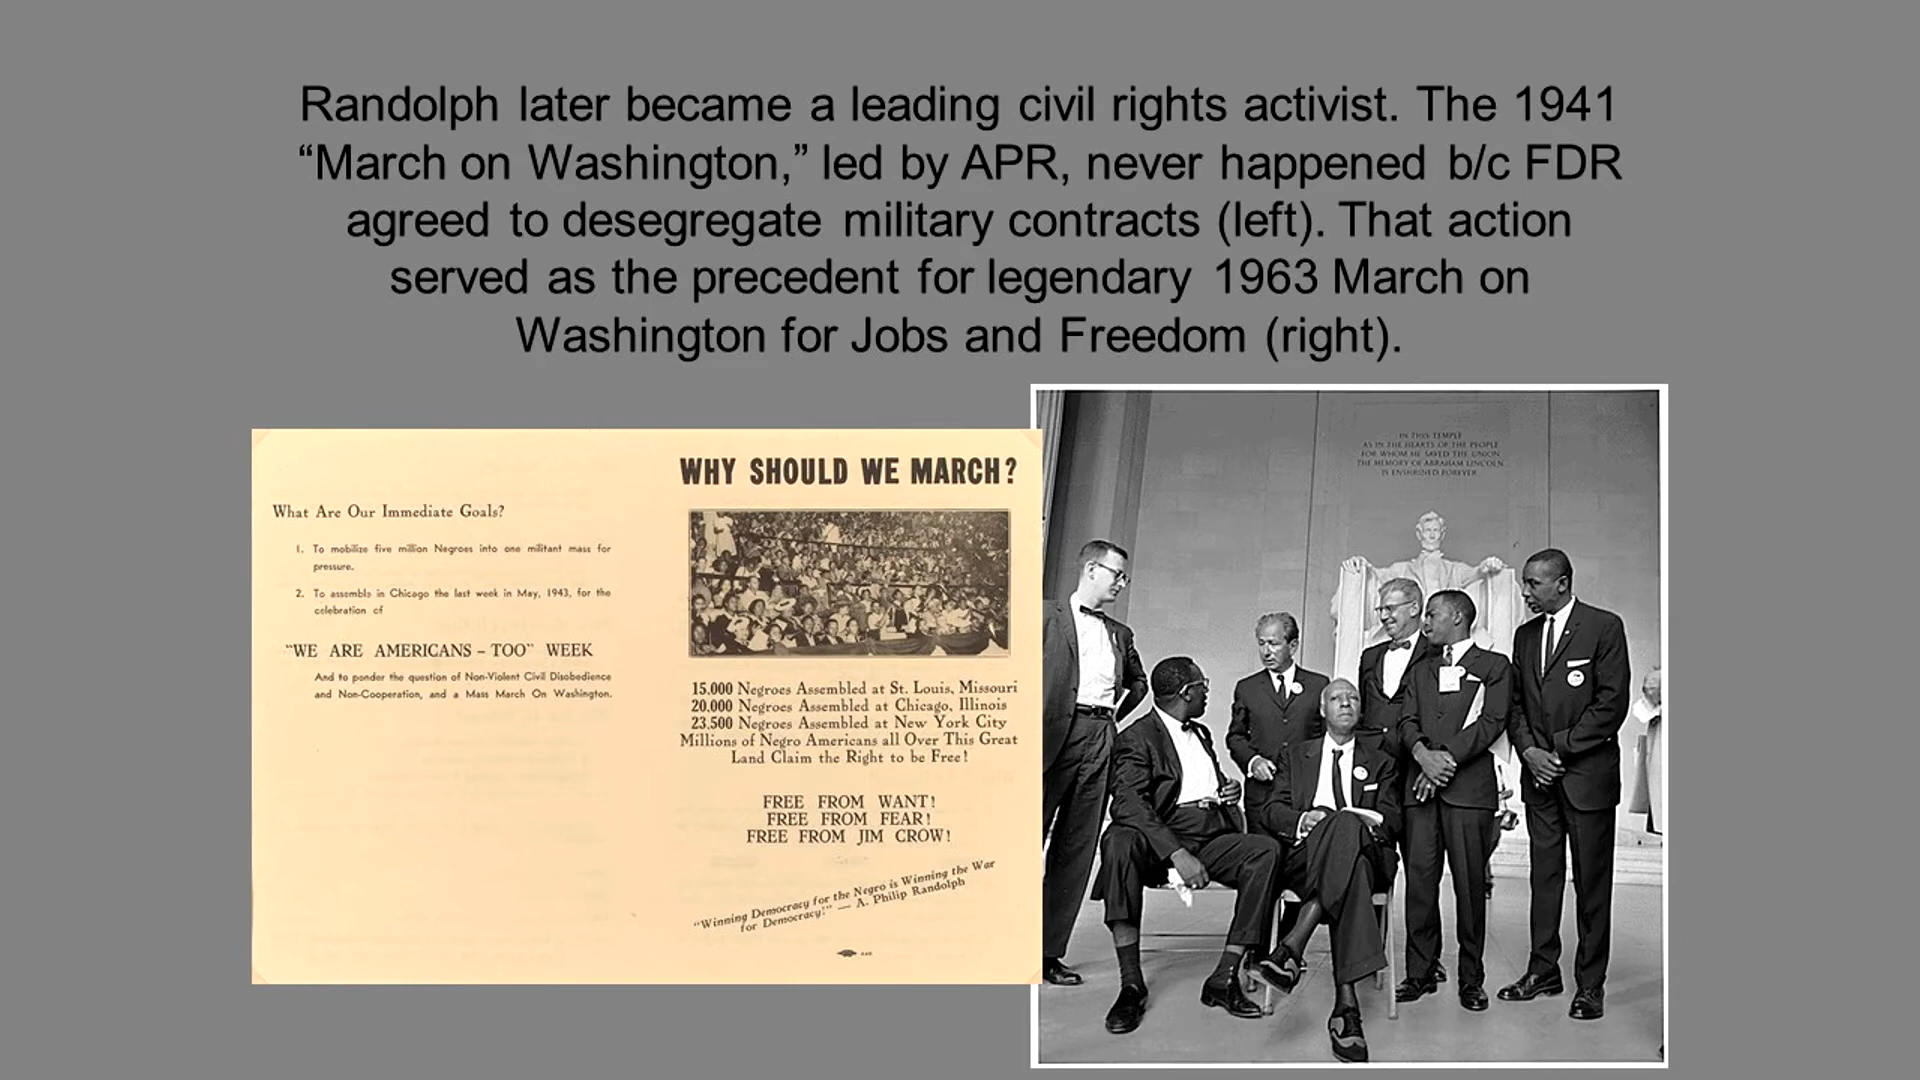 Randolph later became a leading civil rights activist. The 1941
“March on Washington,” led by APR, never happened b/c FDR
agreed to desegregate military contracts (left). That action
served as the precedent for legendary 1963 March on
Washington for Jobs and Freedom (right).
What Are Our Immediate Goals?
1. To mobilize five million Negroes into one militant mass for
pressure.
2. To assemble in Chicago the last week in May, 1943, for the
celebration of
"WE ARE AMERICANS – TOO" WEEK
And to ponder the question of Non-Violent Civil Disobedience
and Non-Cooperation, and a Mass March On Washington.
WHY SHOULD WE MARCH?
15.000 Negroes Assembled at St. Louis, Missouri
20.000 Negroes Assembled at Chicago, Illinois
23.500 Negroes Assembled at New York City
Millions of Negro Americans all Over This Great
Land Claim the Right to be Free!
FREE FROM WANT!
FREE FROM FEAR!
FREE FROM JIM CROW!
"Winning Democracy for the Negro is Winning the War
for Democracy!" — A. Philip Randolph
IN THIS TEMPLE
AS IN THE HEARTS OF THE PEOPLE
FOR WHOM HE SAVED THE UNION
THE MEMORY OF ABRAHAM LINCOLN
IS ENSHRINED FOREVER